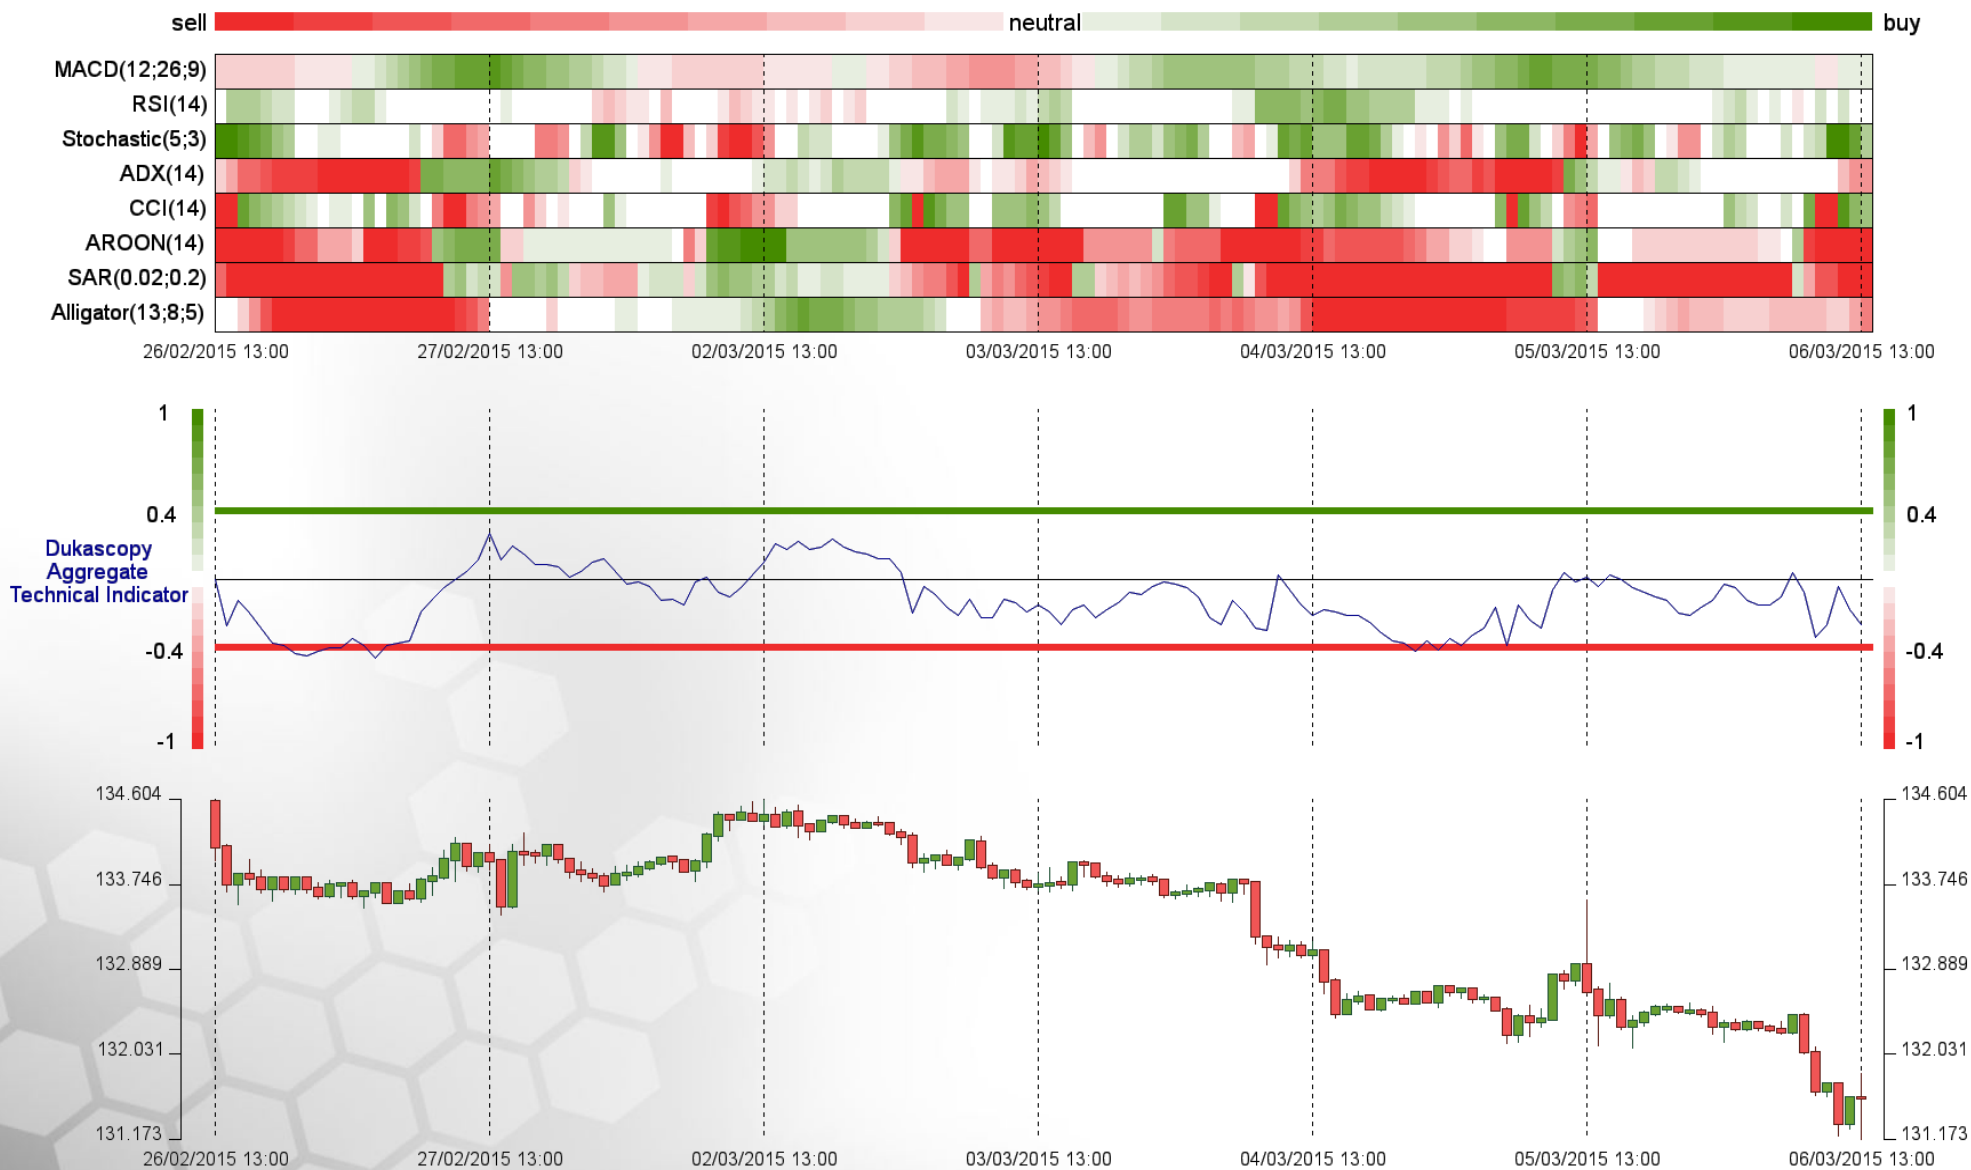 sell neutral buy
MACD(12;26;9)
RSI(14)
Stochastic(5;3)
ADX(14)
CCI(14)
AROON(14)
SAR(0.02;0.2)
Alligator(13;8;5)
26/02/2015 13:00 27/02/2015 13:00 02/03/2015 13:00 03/03/2015 13:00 04/03/2015 13:00 05/03/2015 13:00 06/03/2015 13:00
1 1
0.4 0.4
Dukascopy
Aggregate
Technical Indicator
-0.4 -0.4
-1 -1
134.604 134.604
133.746 133.746
132.889 132.889
132.031 132.031
131.173 131.173
26/02/2015 13:00 27/02/2015 13:00 02/03/2015 13:00 03/03/2015 13:00 04/03/2015 13:00 05/03/2015 13:00 06/03/2015 13:00